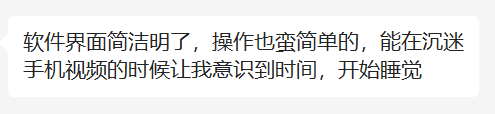 软件界面简洁明了，操作也蛮简单的，能在沉迷
手机视频的时候让我意识到时间，开始睡觉